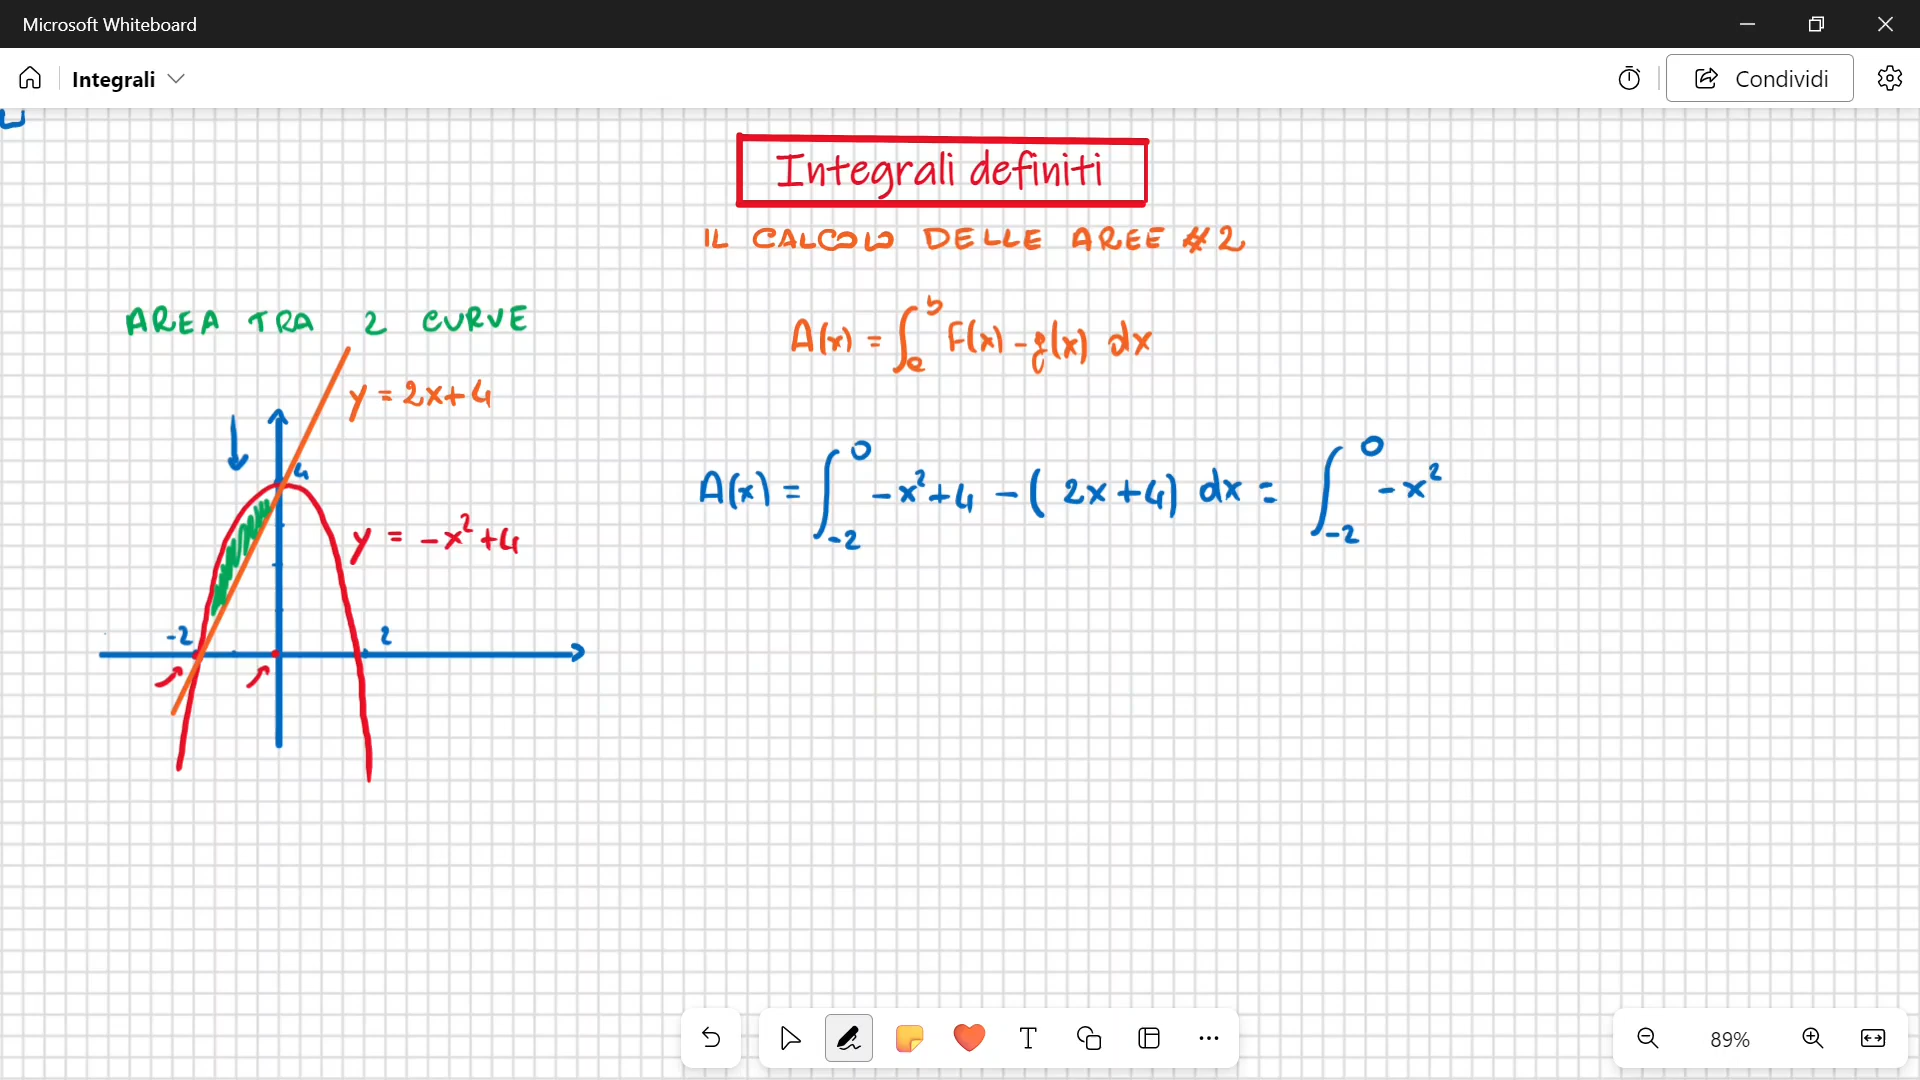 Microsoft Whiteboard
Integrali
Condividi
Integrali definiti
IL CALCOLO DELLE AREE #2
AREA TRA 2 CURVE
A(x) = ∫_a^b F(x) - g(x) dx
y = 2x+4
A(x) = ∫_{-2}^0 -x²+4 - ( 2x+4) dx = ∫_{-2}^0 -x²
4
y = -x²+4
-2
2
T
89%